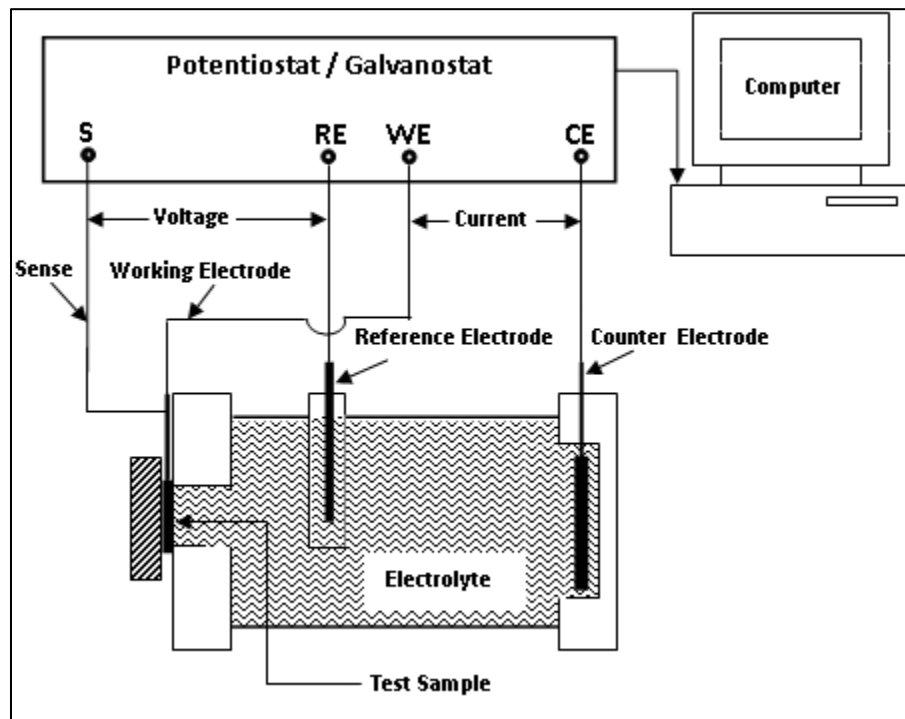 Potentiostat / Galvanostat
Computer
S
RE
WE
CE
Voltage
Current
Sense
Working Electrode
Reference Electrode
Counter Electrode
Electrolyte
Test Sample